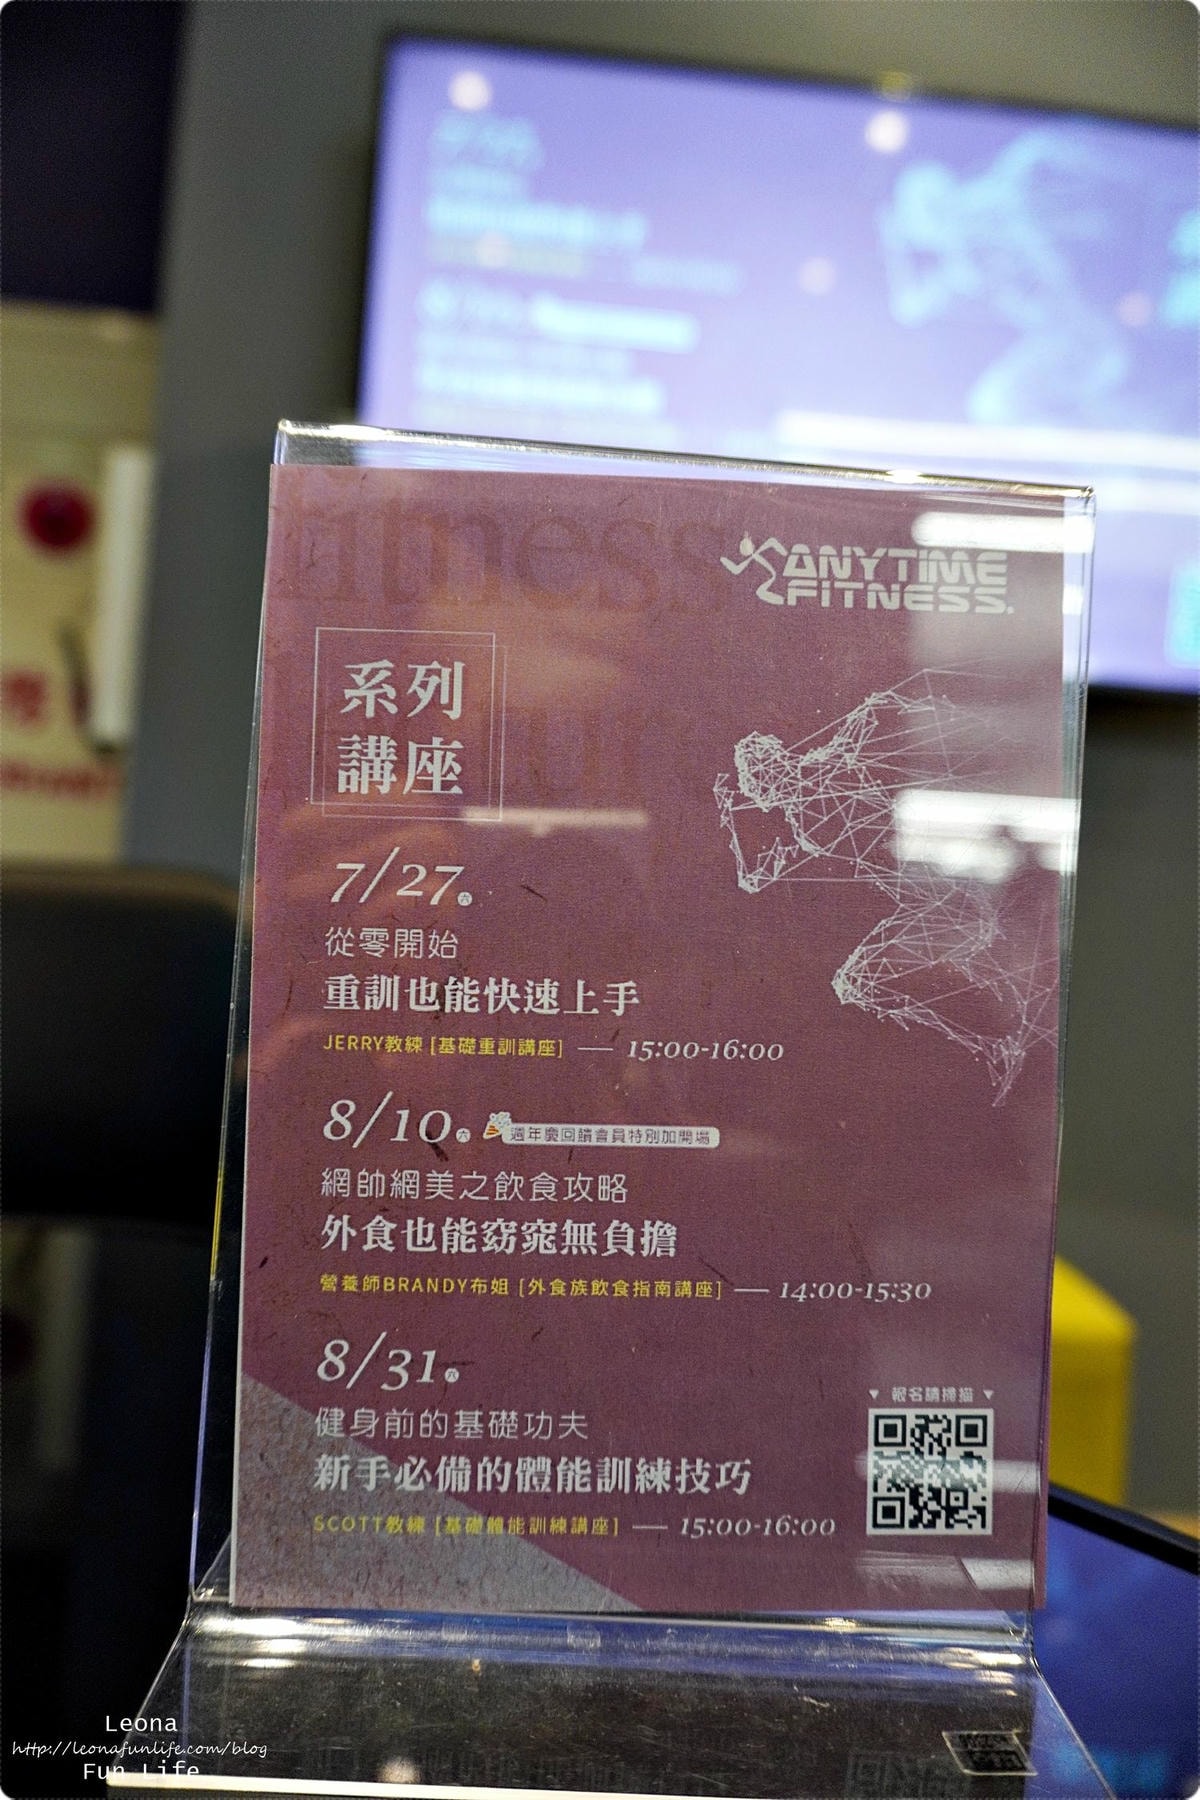 fitness
ANYTIME
FITNESS.
系列
講座
7/27 六
從零開始
重訓也能快速上手
JERRY教練 [基礎重訓講座] — 15:00-16:00
8/10 六 週年慶回饋會員特別加開場
網帥網美之飲食攻略
外食也能窈窕無負擔
營養師BRANDY布姐 [外食族飲食指南講座] — 14:00-15:30
8/31 六
健身前的基礎功夫
新手必備的體能訓練技巧
SCOTT教練 [基礎體能訓練講座] — 15:00-16:00
▼ 報名請掃描 ▼
Leona
http://leonafunlife.com/blog
Fun Life